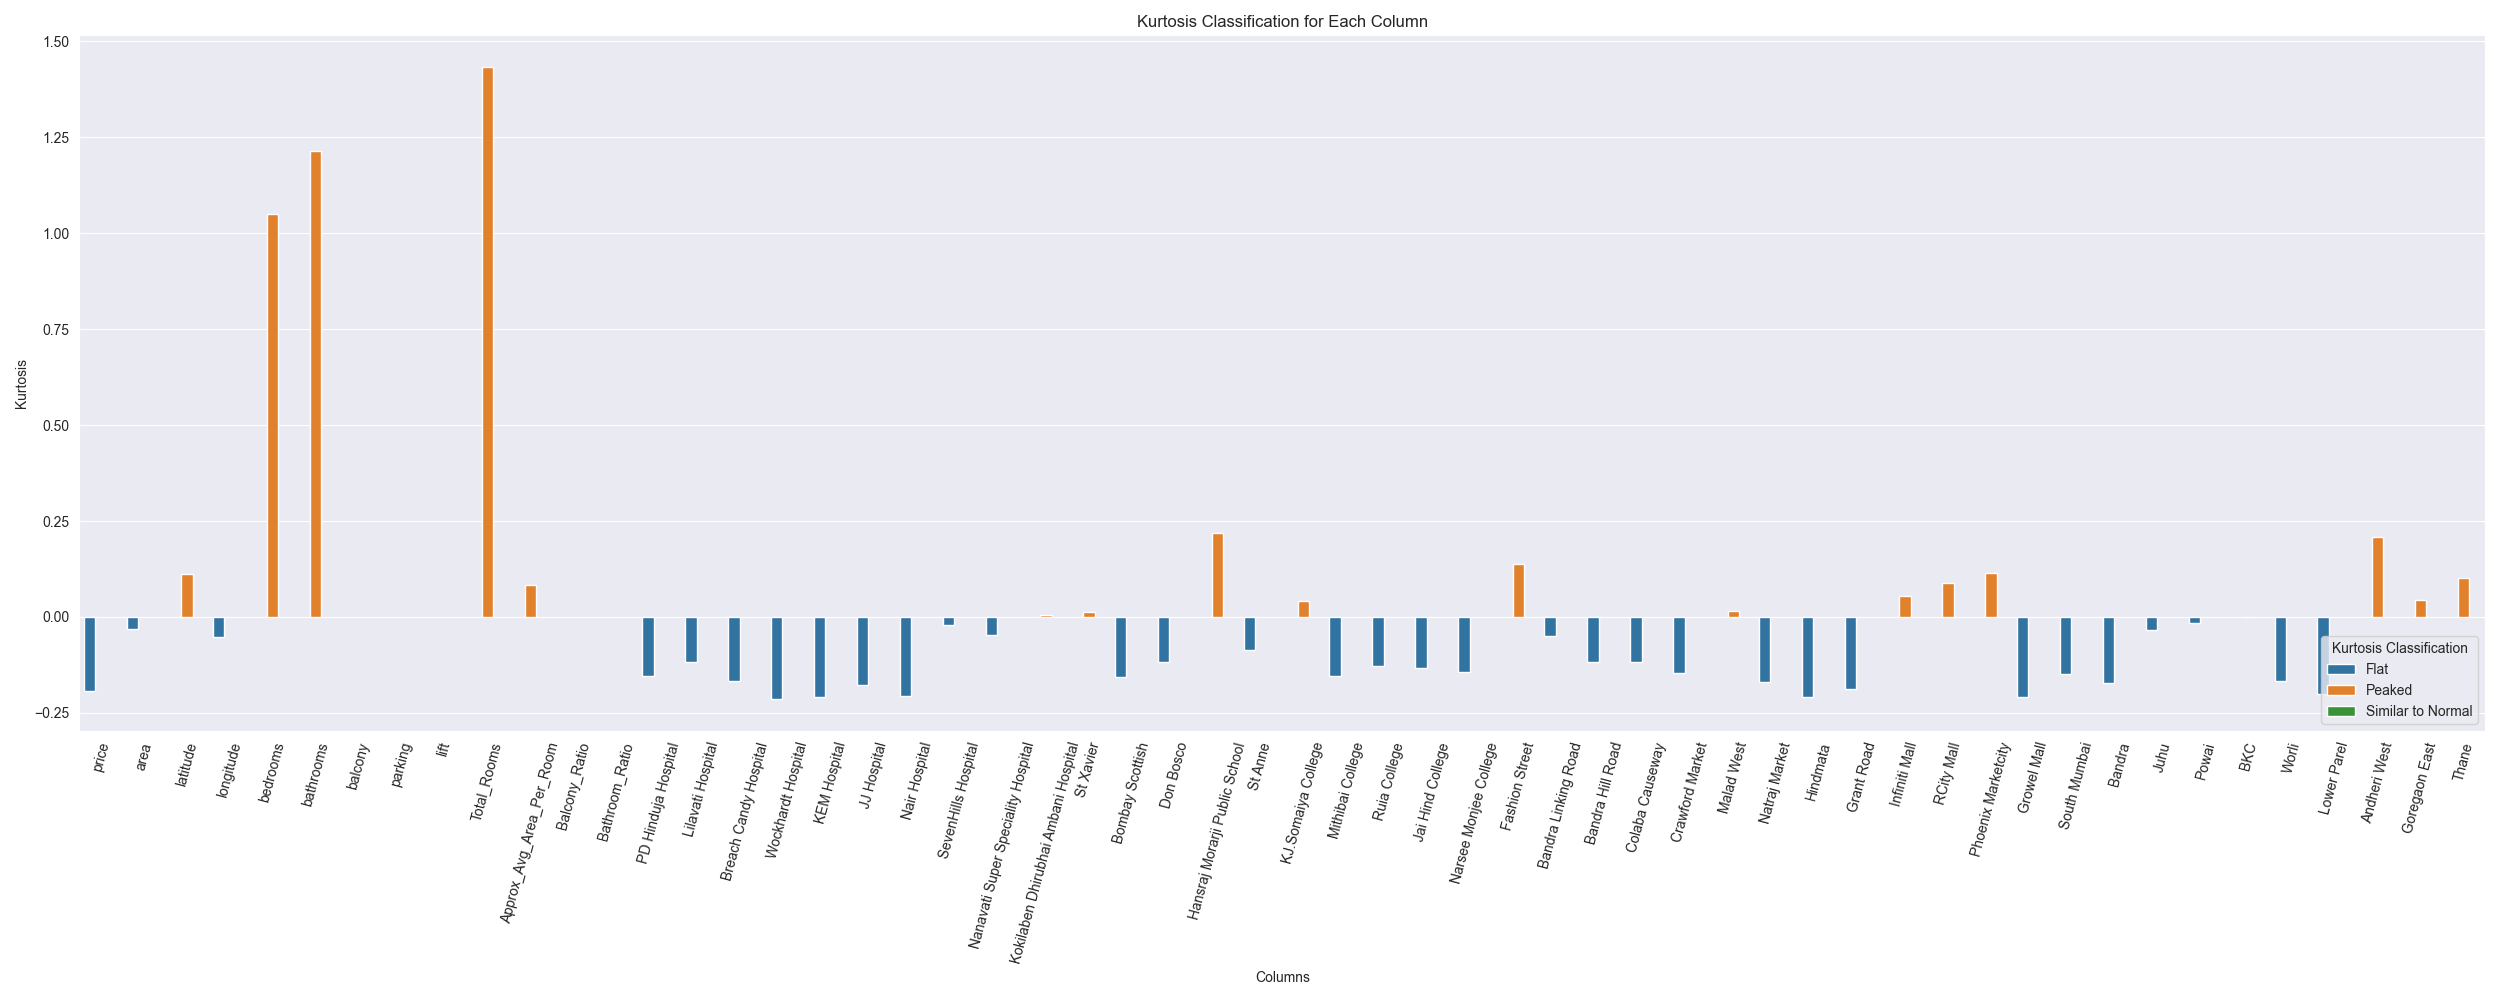 Kurtosis Classification for Each Column
1.50
1.25
1.00
0.75
0.50
0.25
0.00
−0.25
Kurtosis
Kurtosis Classification
Flat
Peaked
Similar to Normal
price
area
latitude
longitude
bedrooms
bathrooms
balcony
parking
lift
Total_Rooms
Approx_Avg_Area_Per_Room
Balcony_Ratio
Bathroom_Ratio
PD Hinduja Hospital
Lilavati Hospital
Breach Candy Hospital
Wockhardt Hospital
KEM Hospital
JJ Hospital
Nair Hospital
SevenHills Hospital
Nanavati Super Speciality Hospital
Kokilaben Dhirubhai Ambani Hospital
St Xavier
Bombay Scottish
Don Bosco
Hansraj Morarji Public School
St Anne
KJ.Somaiya College
Mithibai College
Ruia College
Jai Hind College
Narsee Monjee College
Fashion Street
Bandra Linking Road
Bandra Hill Road
Colaba Causeway
Crawford Market
Malad West
Natraj Market
Hindmata
Grant Road
Infiniti Mall
RCity Mall
Phoenix Marketcity
Growel Mall
South Mumbai
Bandra
Juhu
Powai
BKC
Worli
Lower Parel
Andheri West
Goregaon East
Thane
Columns